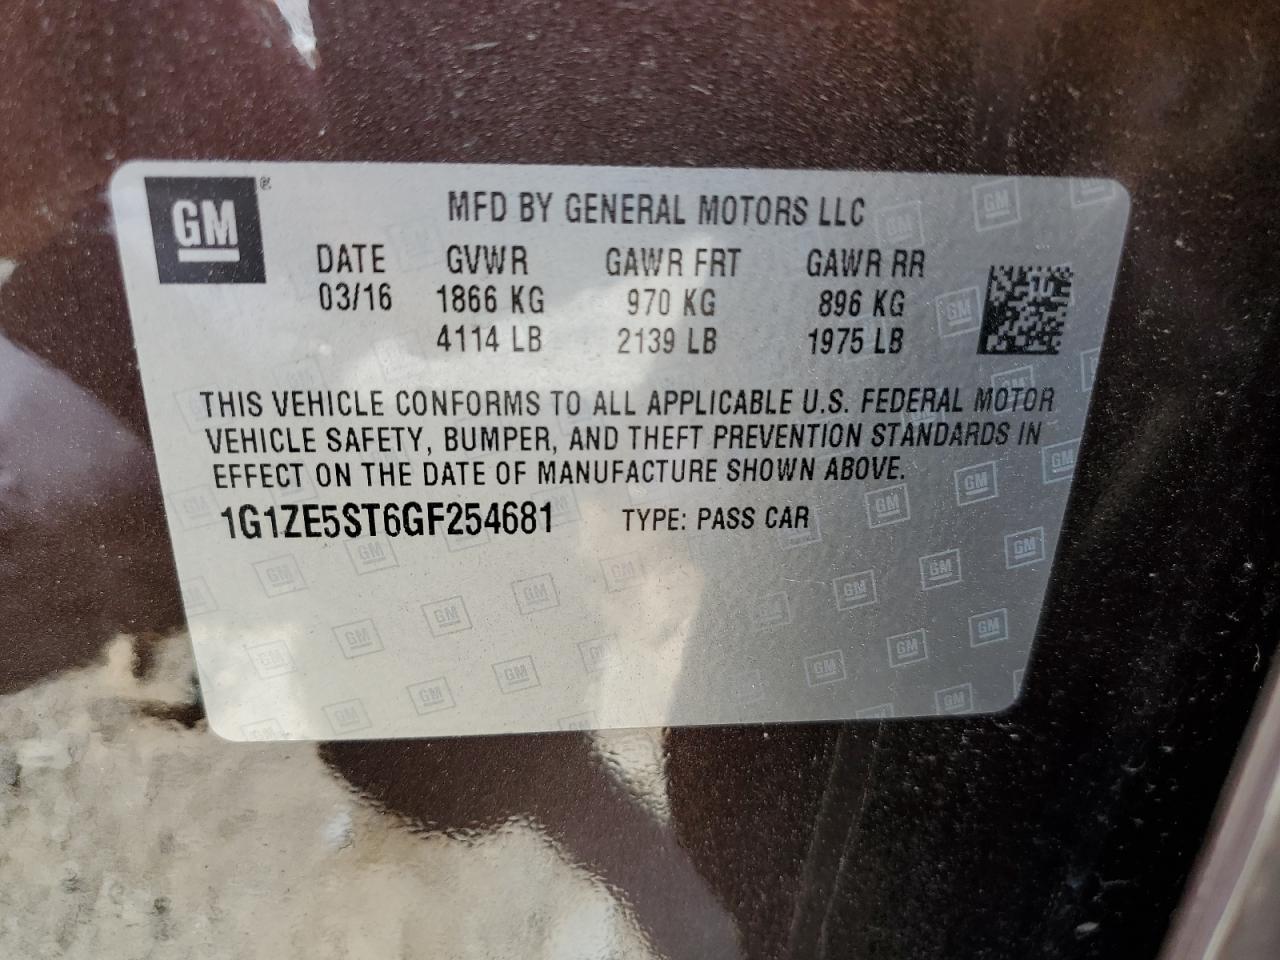 GM®
MFD BY GENERAL MOTORS LLC
DATE GVWR GAWR FRT GAWR RR
03/16 1866 KG 970 KG 896 KG
4114 LB 2139 LB 1975 LB
THIS VEHICLE CONFORMS TO ALL APPLICABLE U.S. FEDERAL MOTOR
VEHICLE SAFETY, BUMPER, AND THEFT PREVENTION STANDARDS IN
EFFECT ON THE DATE OF MANUFACTURE SHOWN ABOVE.
1G1ZE5ST6GF254681 TYPE: PASS CAR